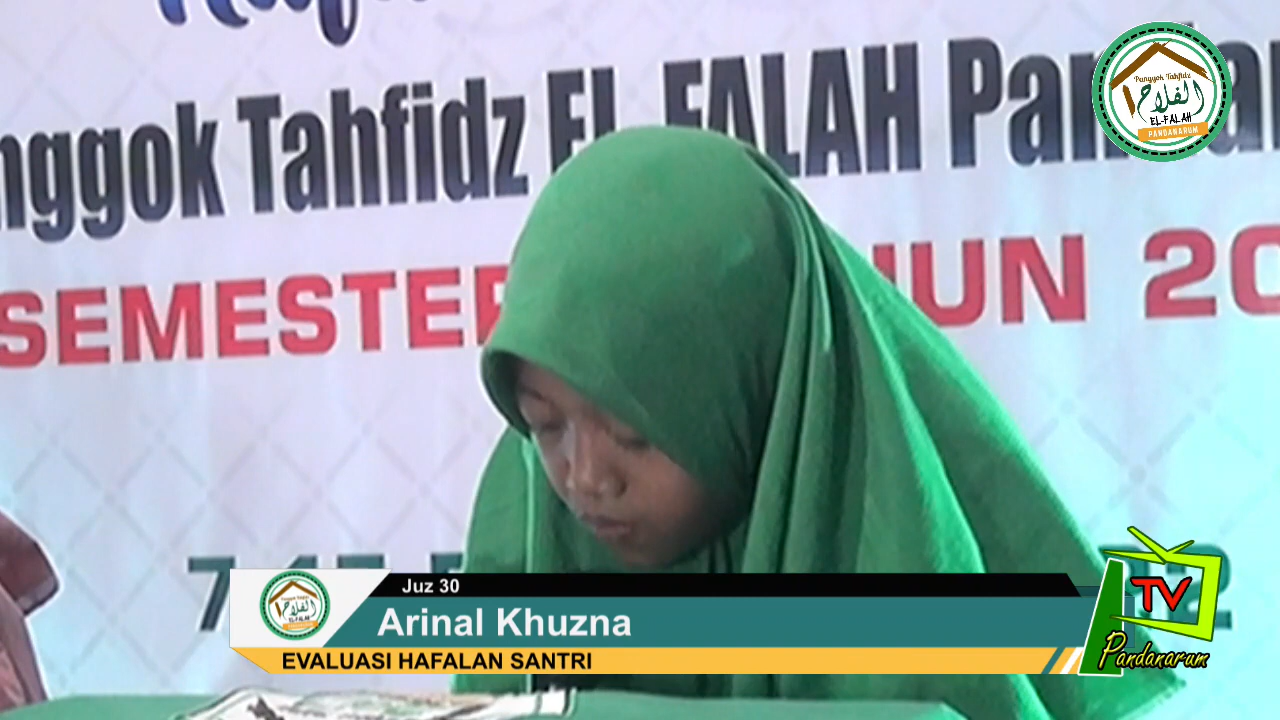 nggok Tahfidz EL FALAH Pan
SEMESTER
UN 20
Panggok Tahfidz
الفلاح
EL-FALAH
PANDANARUM
Juz 30
Arinal Khuzna
EVALUASI HAFALAN SANTRI
TV
Pandanarum